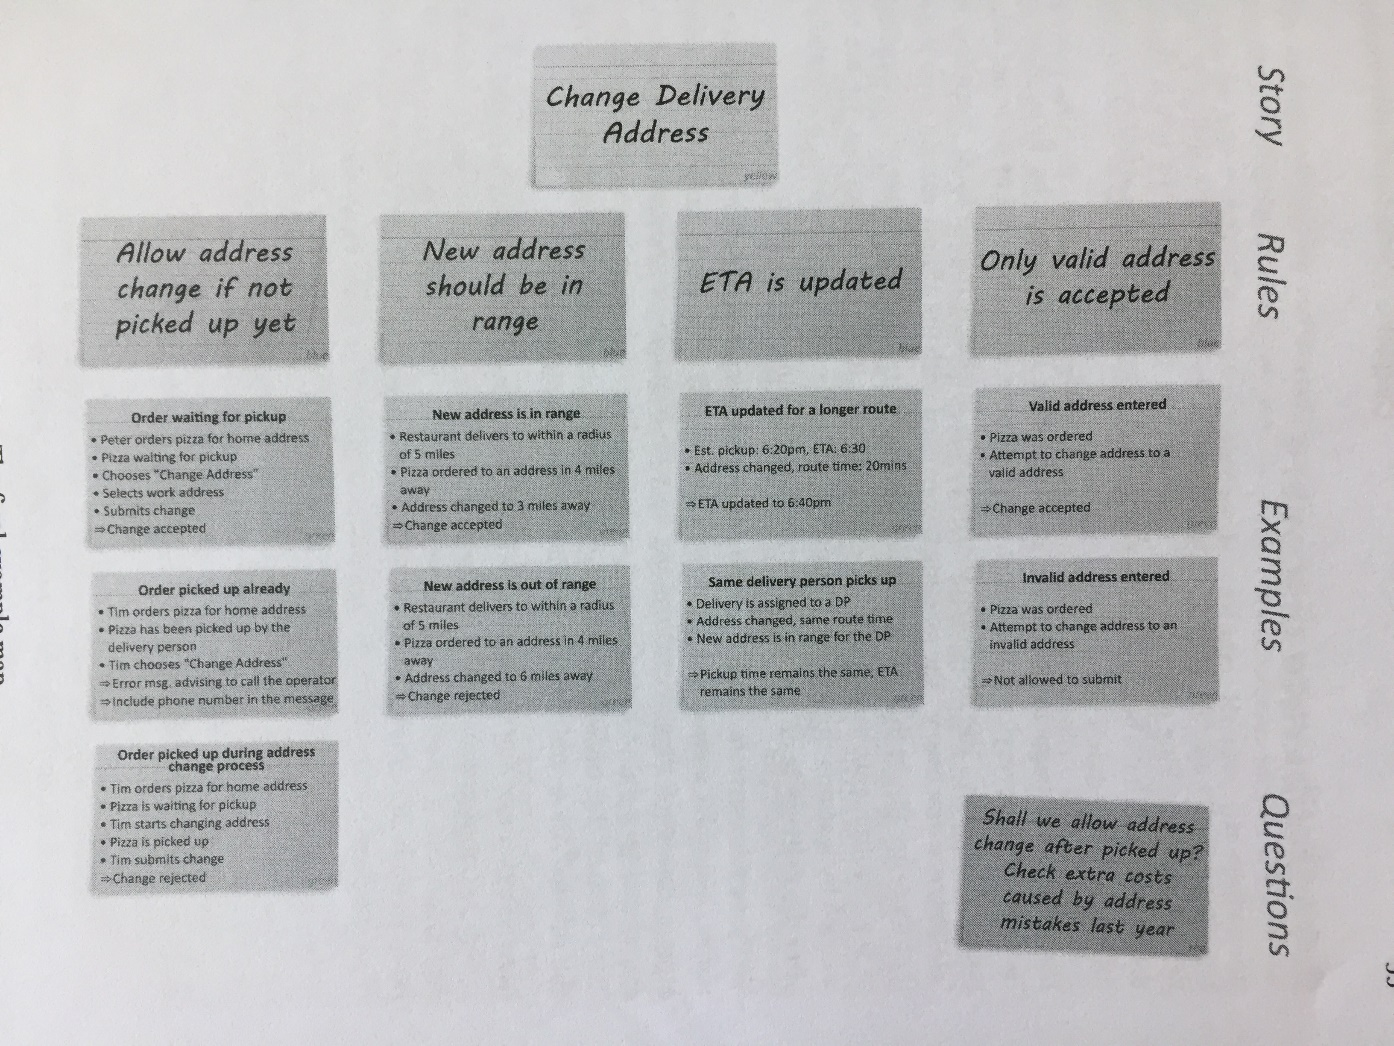 Story
Change Delivery
Address
yellow
Rules
Allow address
change if not
picked up yet
blue
New address
should be in
range
blue
ETA is updated
blue
Only valid address
is accepted
blue
Examples
Order waiting for pickup
• Peter orders pizza for home address
• Pizza waiting for pickup
• Chooses "Change Address"
• Selects work address
• Submits change
⇒Change accepted
green
New address is in range
• Restaurant delivers to within a radius
of 5 miles
• Pizza ordered to an address in 4 miles
away
• Address changed to 3 miles away
⇒Change accepted
green
ETA updated for a longer route
• Est. pickup: 6:20pm, ETA: 6:30
• Address changed, route time: 20mins
⇒ETA updated to 6:40pm
green
Valid address entered
• Pizza was ordered
• Attempt to change address to a
valid address
⇒Change accepted
green
Order picked up already
• Tim orders pizza for home address
• Pizza has been picked up by the
delivery person
• Tim chooses "Change Address"
⇒Error msg. advising to call the operator
⇒Include phone number in the message
New address is out of range
• Restaurant delivers to within a radius
of 5 miles
• Pizza ordered to an address in 4 miles
away
• Address changed to 6 miles away
⇒Change rejected
green
Same delivery person picks up
• Delivery is assigned to a DP
• Address changed, same route time
• New address is in range for the DP
⇒Pickup time remains the same, ETA
remains the same
green
Invalid address entered
• Pizza was ordered
• Attempt to change address to an
invalid address
⇒Not allowed to submit
green
Order picked up during address
change process
• Tim orders pizza for home address
• Pizza is waiting for pickup
• Tim starts changing address
• Pizza is picked up
• Tim submits change
⇒Change rejected
green
Questions
Shall we allow address
change after picked up?
Check extra costs
caused by address
mistakes last year